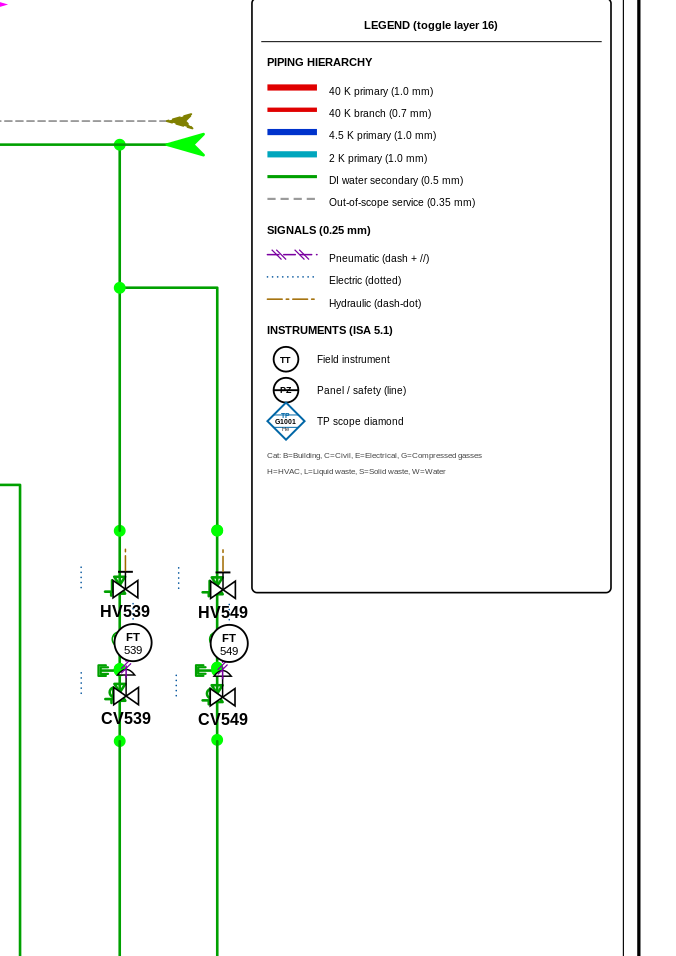 LEGEND (toggle layer 16)
PIPING HIERARCHY
40 K primary (1.0 mm)
40 K branch (0.7 mm)
4.5 K primary (1.0 mm)
2 K primary (1.0 mm)
DI water secondary (0.5 mm)
Out-of-scope service (0.35 mm)
SIGNALS (0.25 mm)
Pneumatic (dash + //)
Electric (dotted)
Hydraulic (dash-dot)
INSTRUMENTS (ISA 5.1)
TT Field instrument
PZ Panel / safety (line)
TP
G1001 TP scope diamond
Cat: B=Building, C=Civil, E=Electrical, G=Compressed gasses
H=HVAC, L=Liquid waste, S=Solid waste, W=Water
HV539 HV549
FT FT
539 549
CV539 CV549